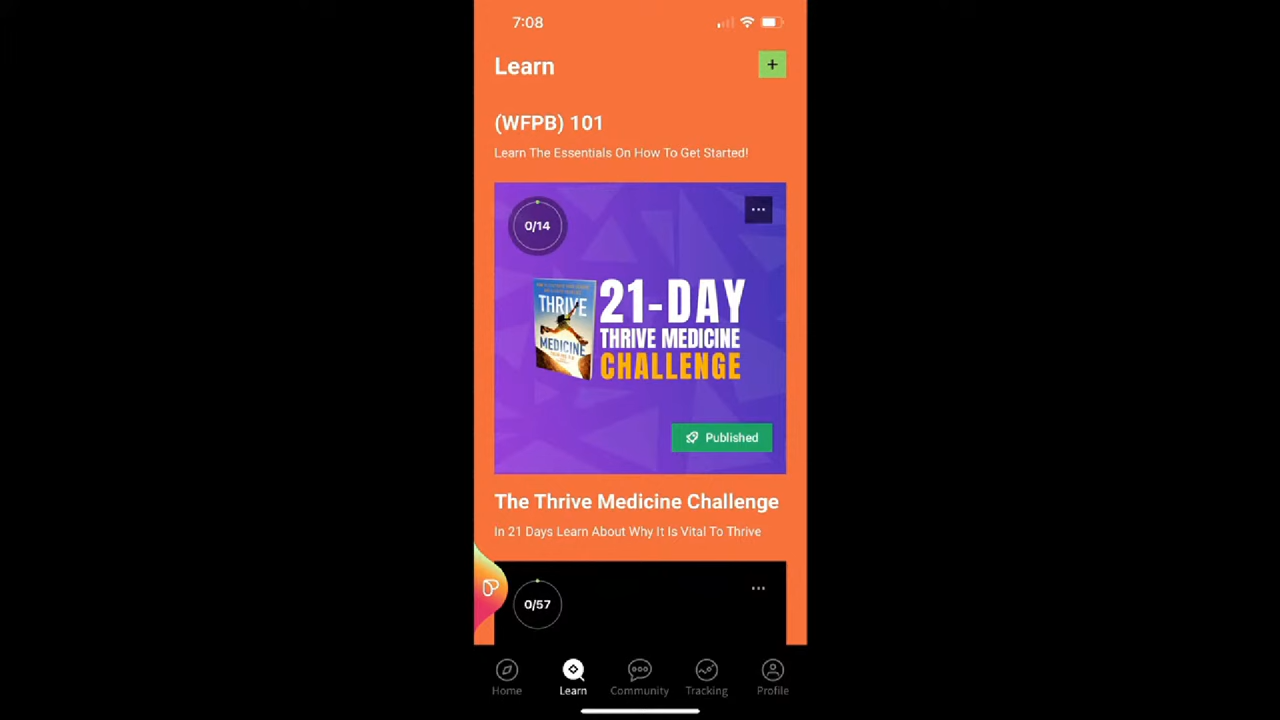 7:08
Learn
+
(WFPB) 101
Learn The Essentials On How To Get Started!
0/14
THRIVE
MEDICINE
21-DAY
THRIVE MEDICINE
CHALLENGE
Published
The Thrive Medicine Challenge
In 21 Days Learn About Why It Is Vital To Thrive
0/57
Home
Learn
Community
Tracking
Profile